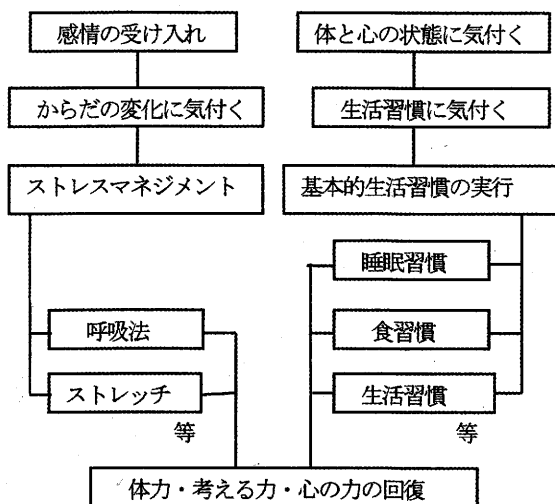 感情の受け入れ
からだの変化に気付く
ストレスマネジメント
呼吸法
ストレッチ
等
体と心の状態に気付く
生活習慣に気付く
基本的生活習慣の実行
睡眠習慣
食習慣
生活習慣
等
体力・考える力・心の力の回復